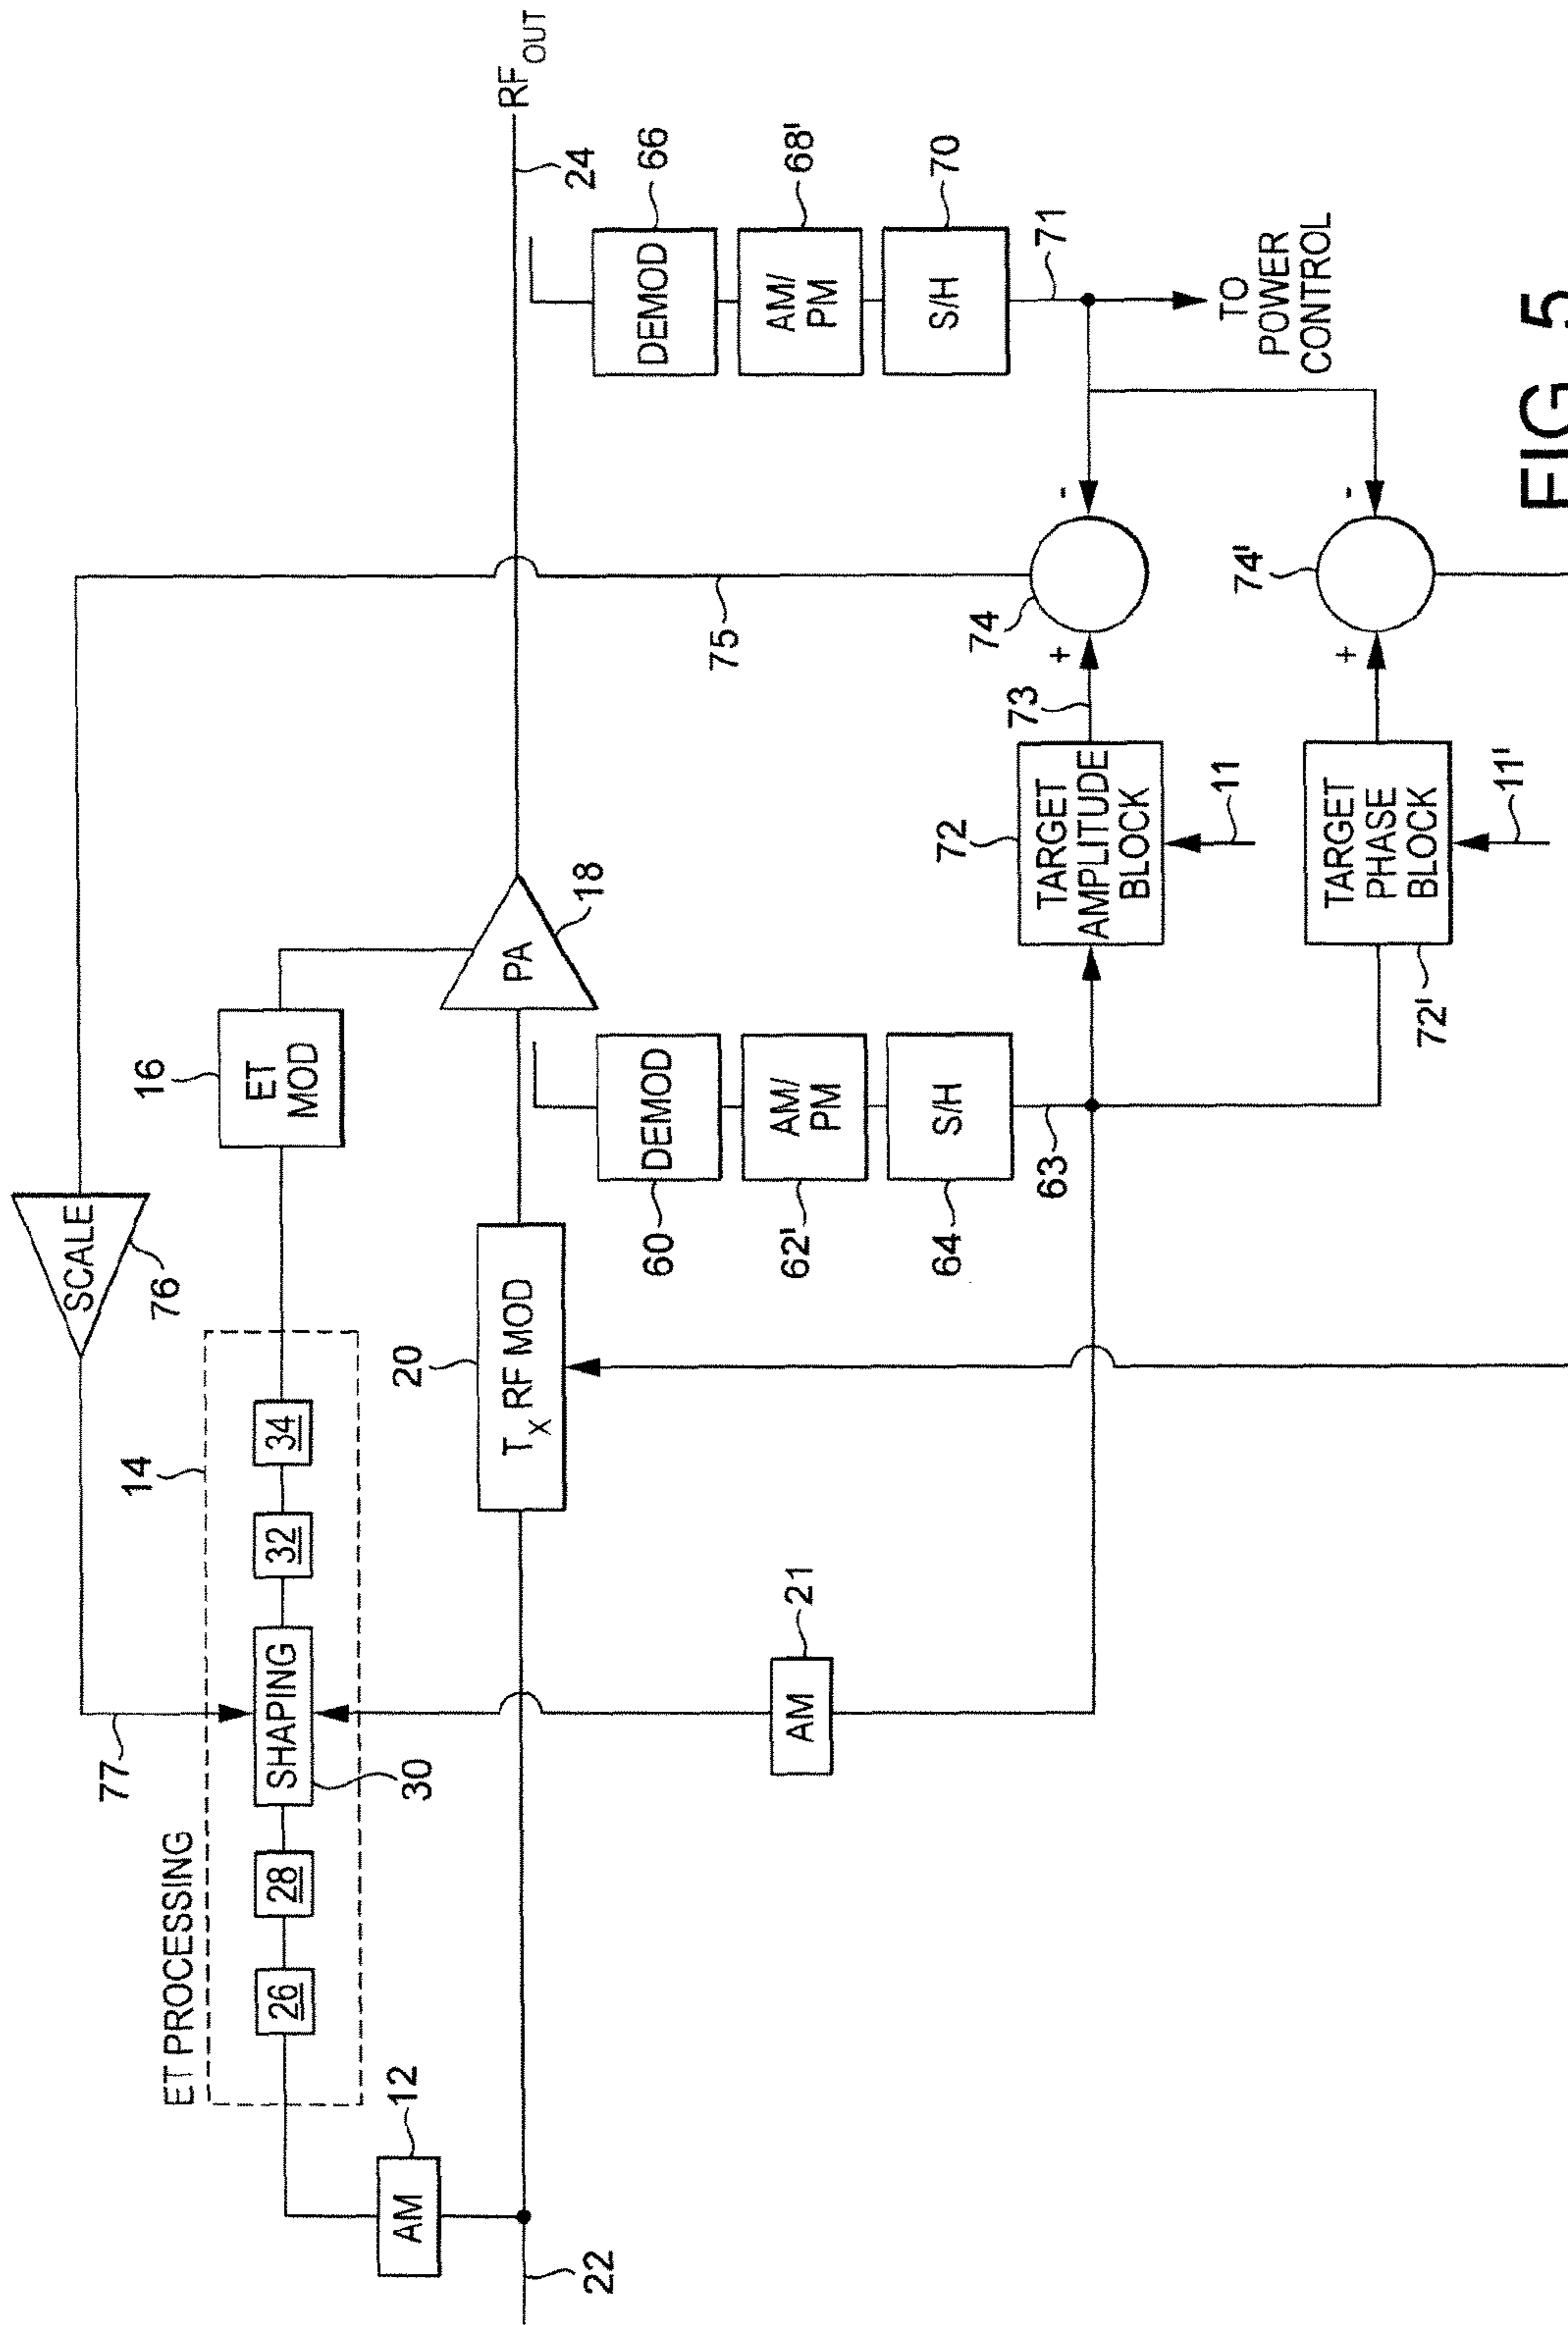 77
SCALE
76
75
ET PROCESSING
14
26
28
SHAPING
30
32
34
16
ET
MOD
12
AM
22
20
TX RF MOD
PA
18
RFOUT
24
DEMOD
60
AM/
PM
62'
S/H
64
63
DEMOD
66
AM/
PM
68'
S/H
70
71
TO
POWER
CONTROL
AM
21
72
TARGET
AMPLITUDE
BLOCK
11
73
+
-
74
TARGET
PHASE
BLOCK
72'
11'
+
-
74'
FIG. 5